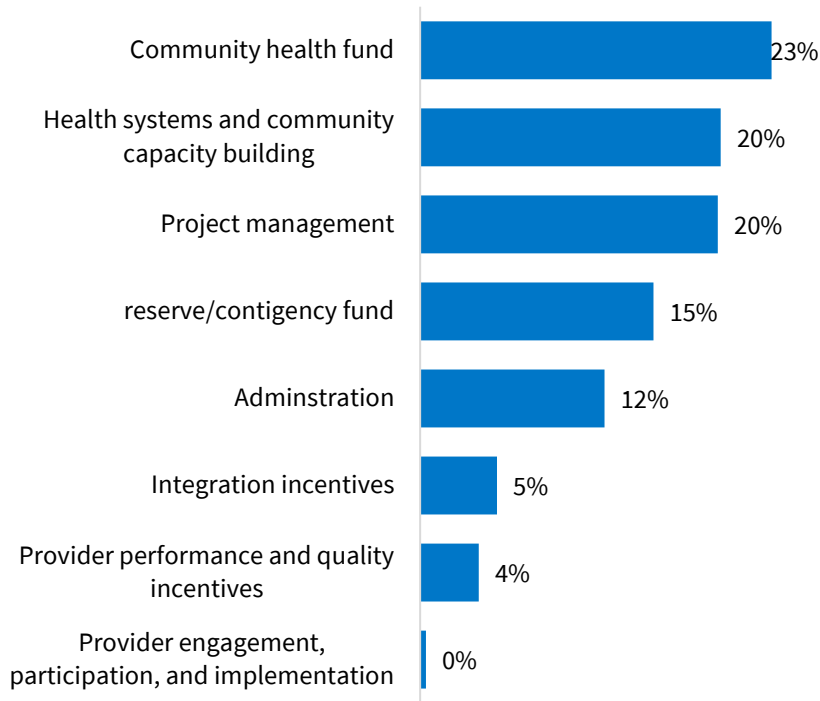 Community health fund
23%
Health systems and community
capacity building
20%
Project management
20%
reserve/contigency fund
15%
Adminstration
12%
Integration incentives
5%
Provider performance and quality
incentives
4%
Provider engagement,
participation, and implementation
0%